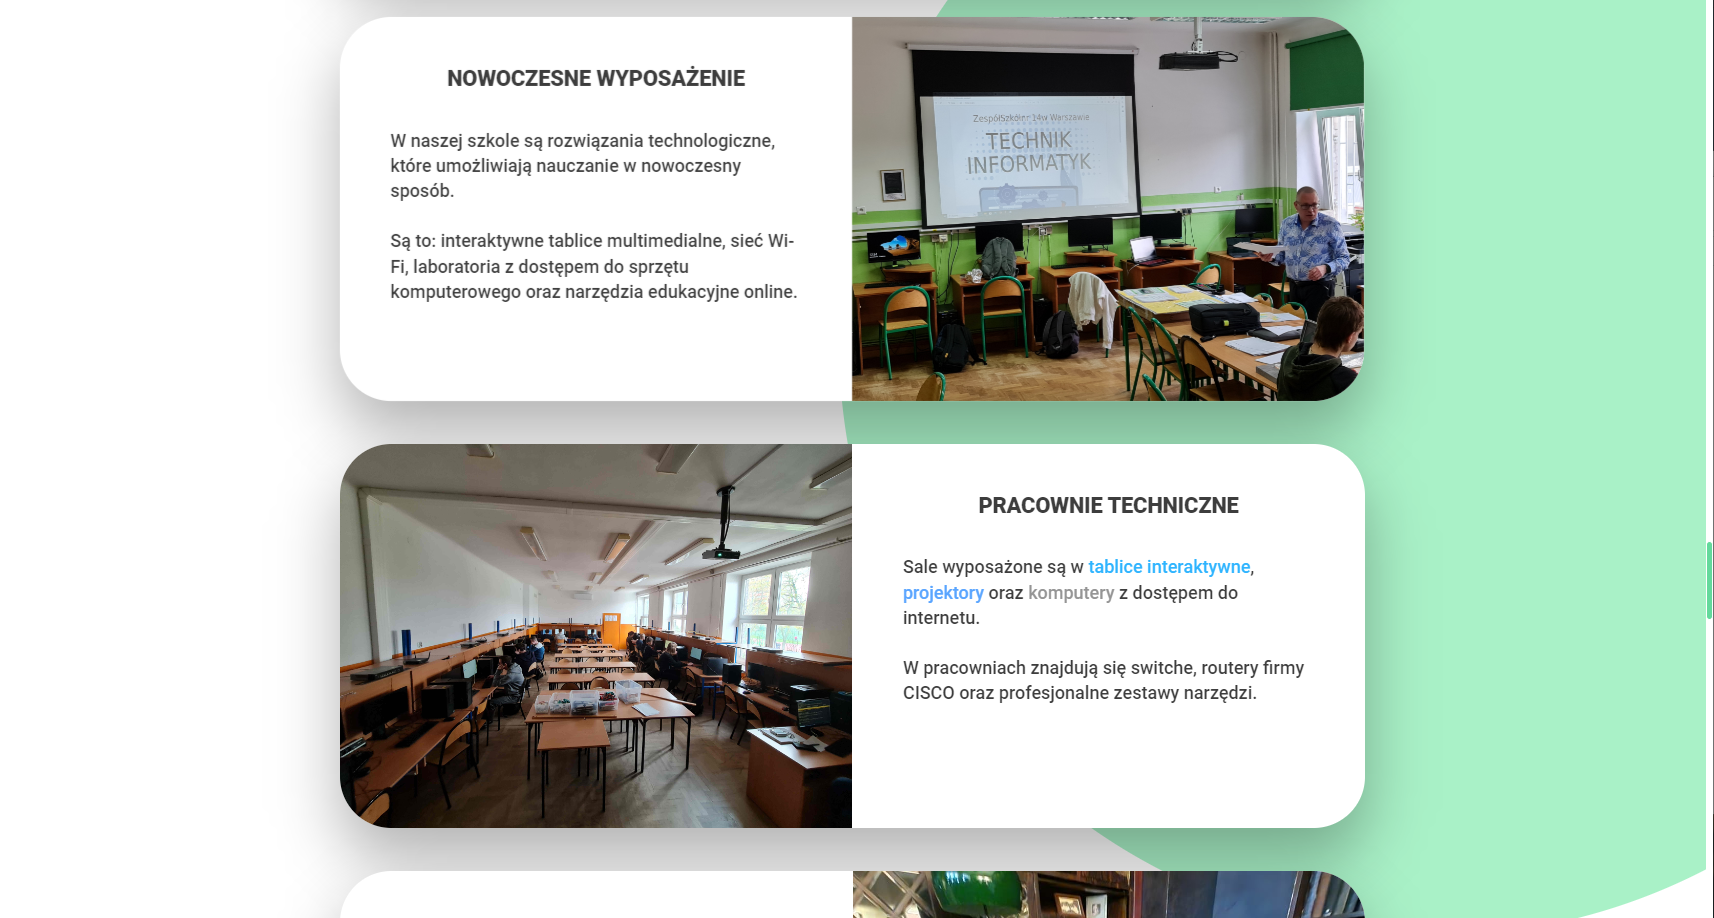 NOWOCZESNE WYPOSAŻENIE
W naszej szkole są rozwiązania technologiczne,
które umożliwiają nauczanie w nowoczesny
sposób.
Są to: interaktywne tablice multimedialne, sieć Wi-
Fi, laboratoria z dostępem do sprzętu
komputerowego oraz narzędzia edukacyjne online.
Zespół Szkół nr 14 w Warszawie
TECHNIK
INFORMATYK
PRACOWNIE TECHNICZNE
Sale wyposażone są w tablice interaktywne,
projektory oraz komputery z dostępem do
internetu.
W pracowniach znajdują się switche, routery firmy
CISCO oraz profesjonalne zestawy narzędzi.